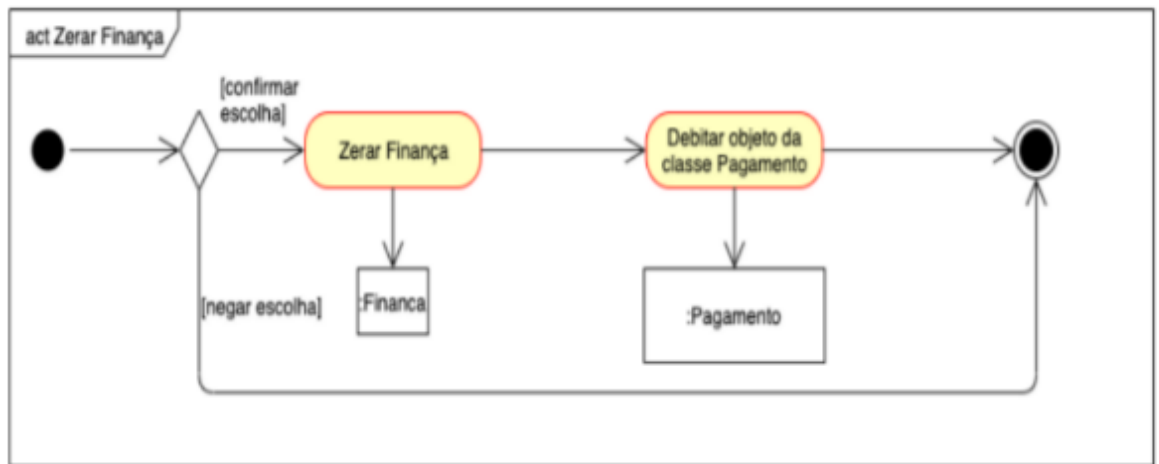 act Zerar Finança
[confirmar
escolha]
Zerar Finança
Debitar objeto da
classe Pagamento
:Financa
:Pagamento
[negar escolha]